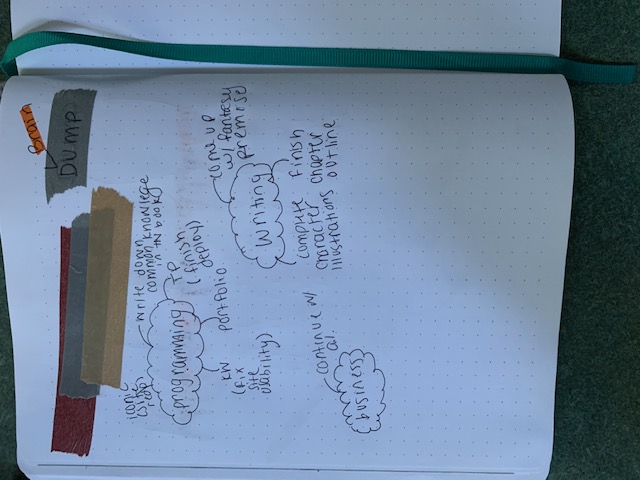 Brain
DUMP
iconic
(site
redo)
write down
common knowlege
in TN book
programming
TP
(finish
deploy)
KW
(fix
site
usability)
portfolio
come up
w/ fantasy
premise
writing
complete
character
illustrations
finish
chapter
outline
continue w/
al.
business